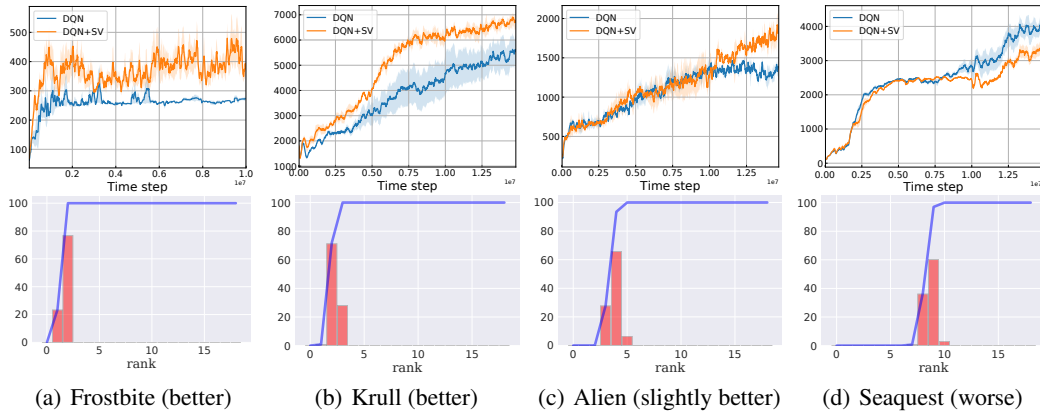 DQN
DQN+SV
500
400
300
200
100
0.2 0.4 0.6 0.8 1.0
Time step
1e7
DQN
DQN+SV
7000
6000
5000
4000
3000
2000
1000
0.00 0.25 0.50 0.75 1.00 1.25
Time step
1e7
DQN
DQN+SV
2000
1500
1000
500
0.0 0.2 0.5 0.7 1.0 1.2
Time step
1e7
DQN
DQN+SV
4000
3000
2000
1000
0
0.00 0.25 0.50 0.75 1.00 1.25
Time step
1e7
100
80
60
40
20
0
0 5 10 15
rank
100
80
60
40
20
0
0 5 10 15
rank
100
80
60
40
20
0
0 5 10 15
rank
100
80
60
40
20
0
0 5 10 15
rank
(a) Frostbite (better)
(b) Krull (better)
(c) Alien (slightly better)
(d) Seaquest (worse)